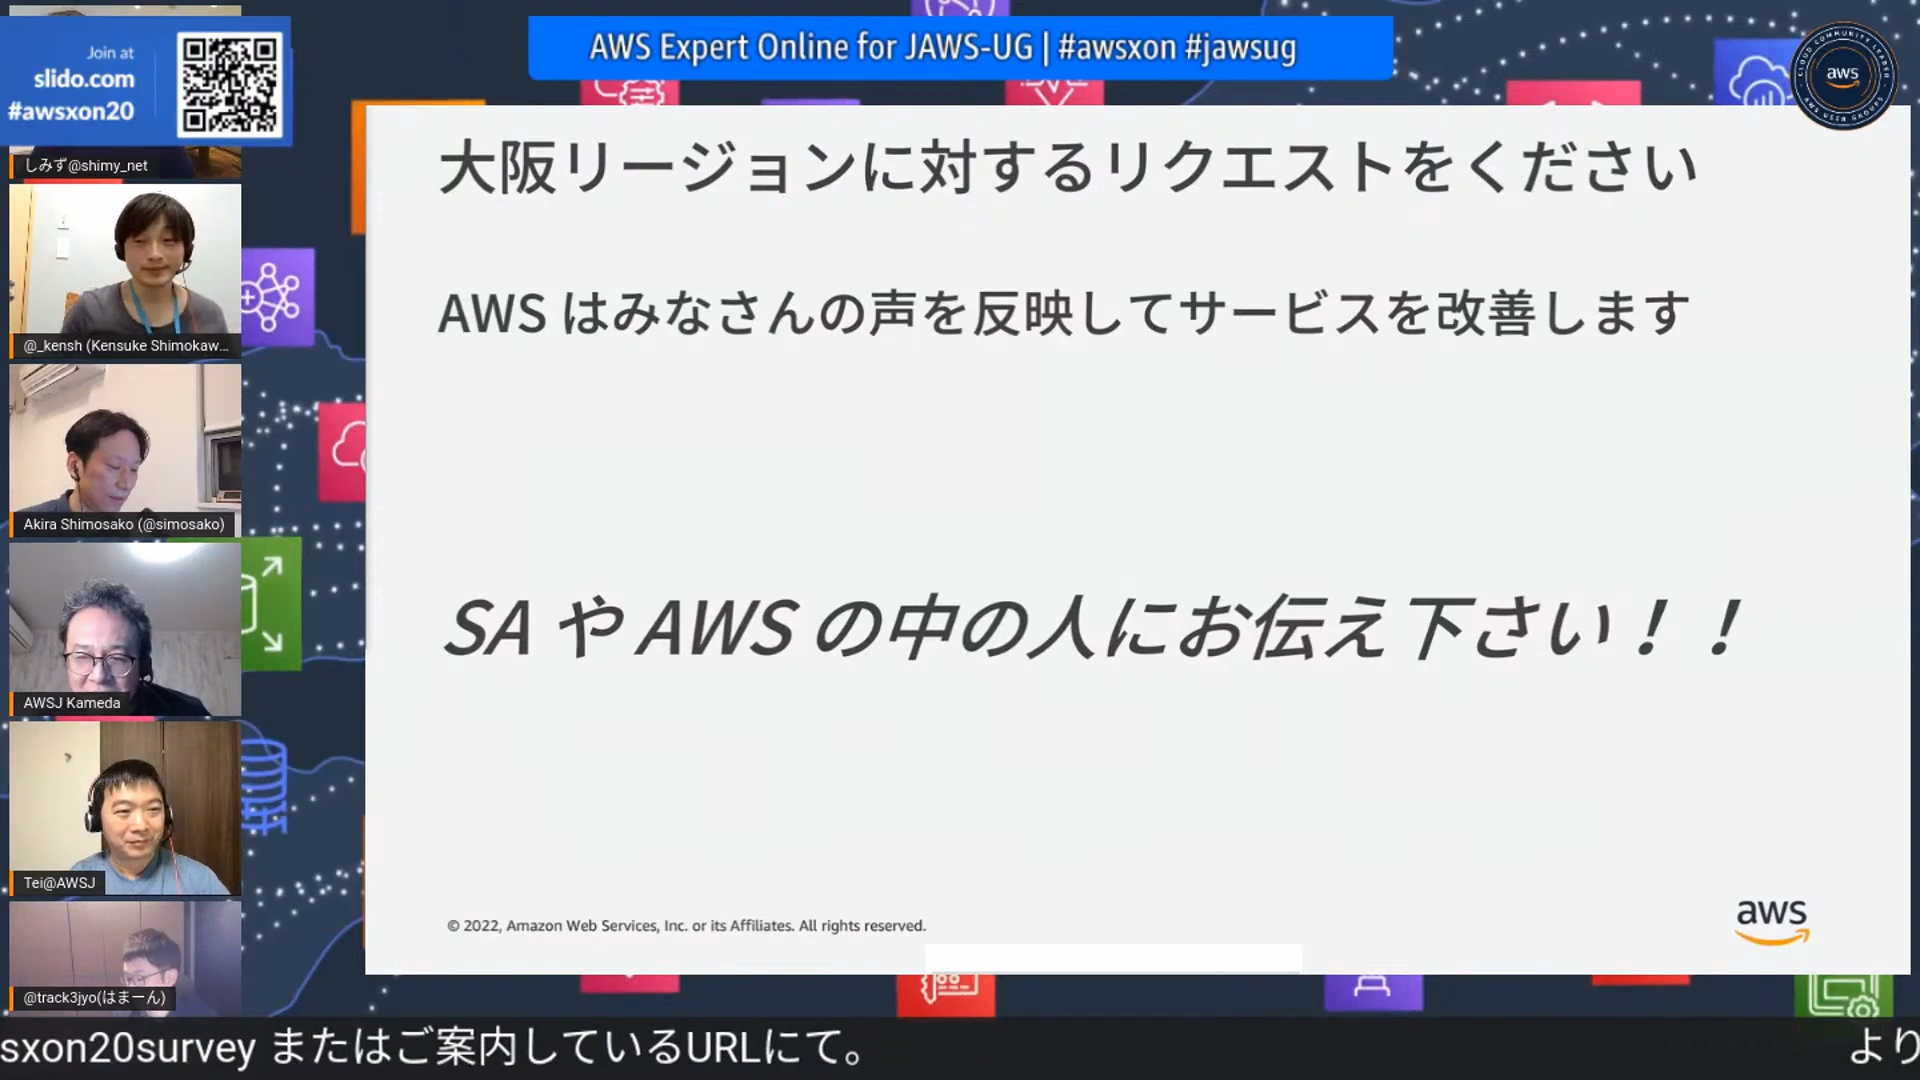 Join at
slido.com
#awsxon20
AWS Expert Online for JAWS-UG | #awsxon #jawsug
CLOUD COMMUNITY LEADER
aws
AWS USER GROUPS
しみず@shimy_net
@_kensh (Kensuke Shimokaw...
Akira Shimosako (@simosako)
AWSJ Kameda
Tei@AWSJ
@track3jyo(はまーん)
大阪リージョンに対するリクエストをください
AWS はみなさんの声を反映してサービスを改善します
SA や AWS の中の人にお伝え下さい！！
© 2022, Amazon Web Services, Inc. or its Affiliates. All rights reserved.
aws
sxon20survey またはご案内しているURLにて。 より